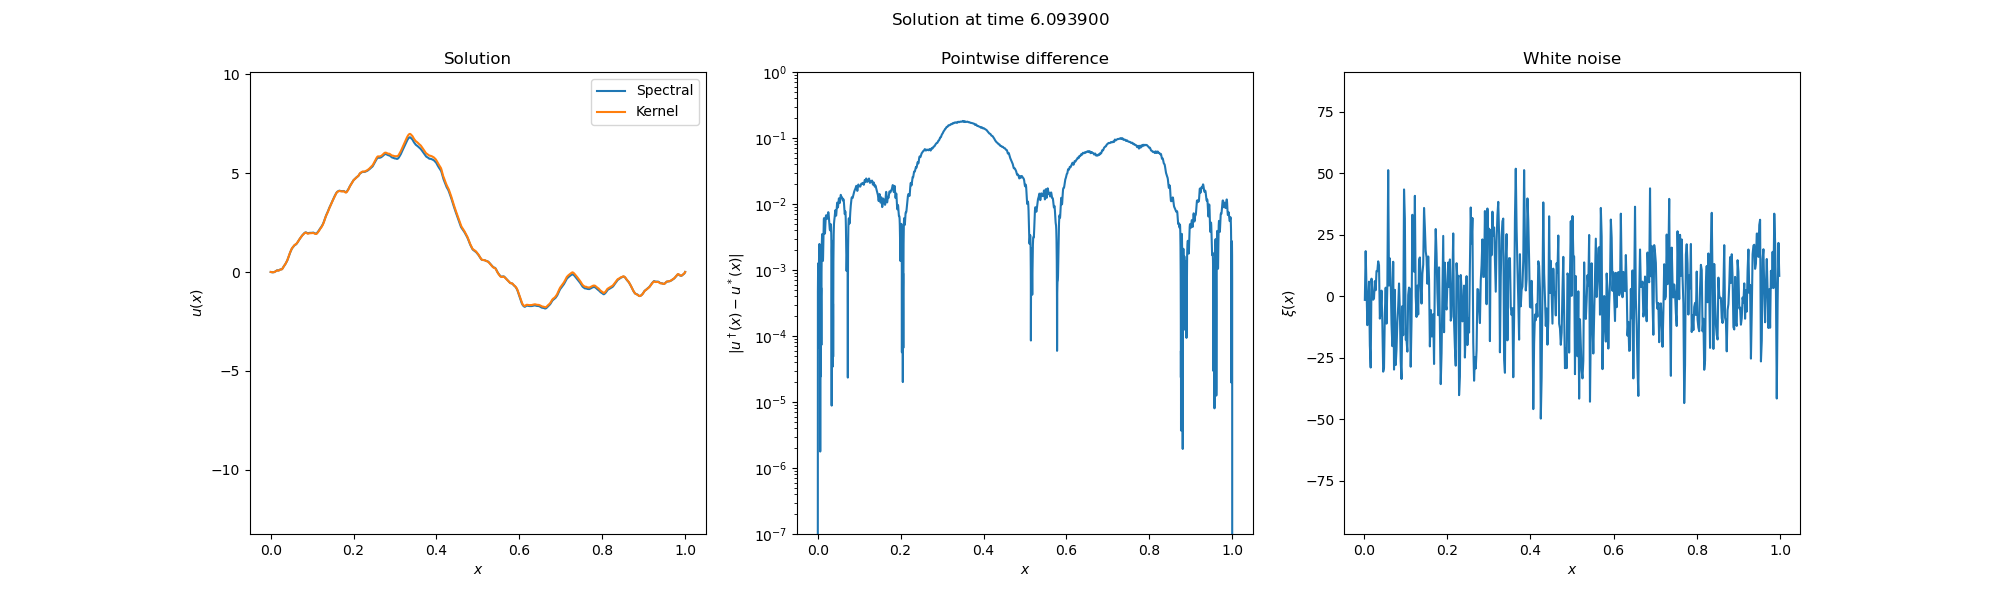 Solution at time 6.093900
Solution
10
5
0
−5
−10
u(x)
Spectral
Kernel
0.0 0.2 0.4 0.6 0.8 1.0
x
Pointwise difference
10⁰
10⁻¹
10⁻²
10⁻³
10⁻⁴
10⁻⁵
10⁻⁶
10⁻⁷
|u†(x) − u*(x)|
0.0 0.2 0.4 0.6 0.8 1.0
x
White noise
75
50
25
0
−25
−50
−75
ξ(x)
0.0 0.2 0.4 0.6 0.8 1.0
x